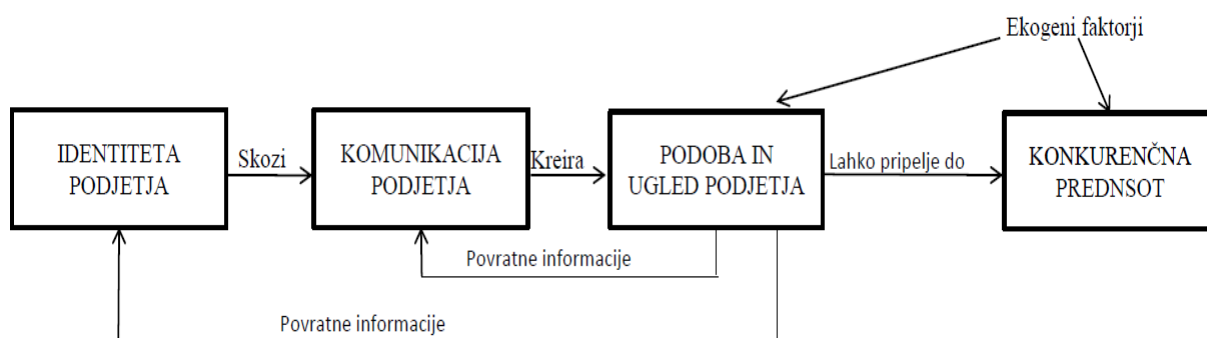 Ekogeni faktorji
IDENTITETA
PODJETJA
Skozi
KOMUNIKACIJA
PODJETJA
Kreira
PODOBA IN
UGLED PODJETJA
Lahko pripelje do
KONKURENČNA
PREDNSOT
Povratne informacije
Povratne informacije